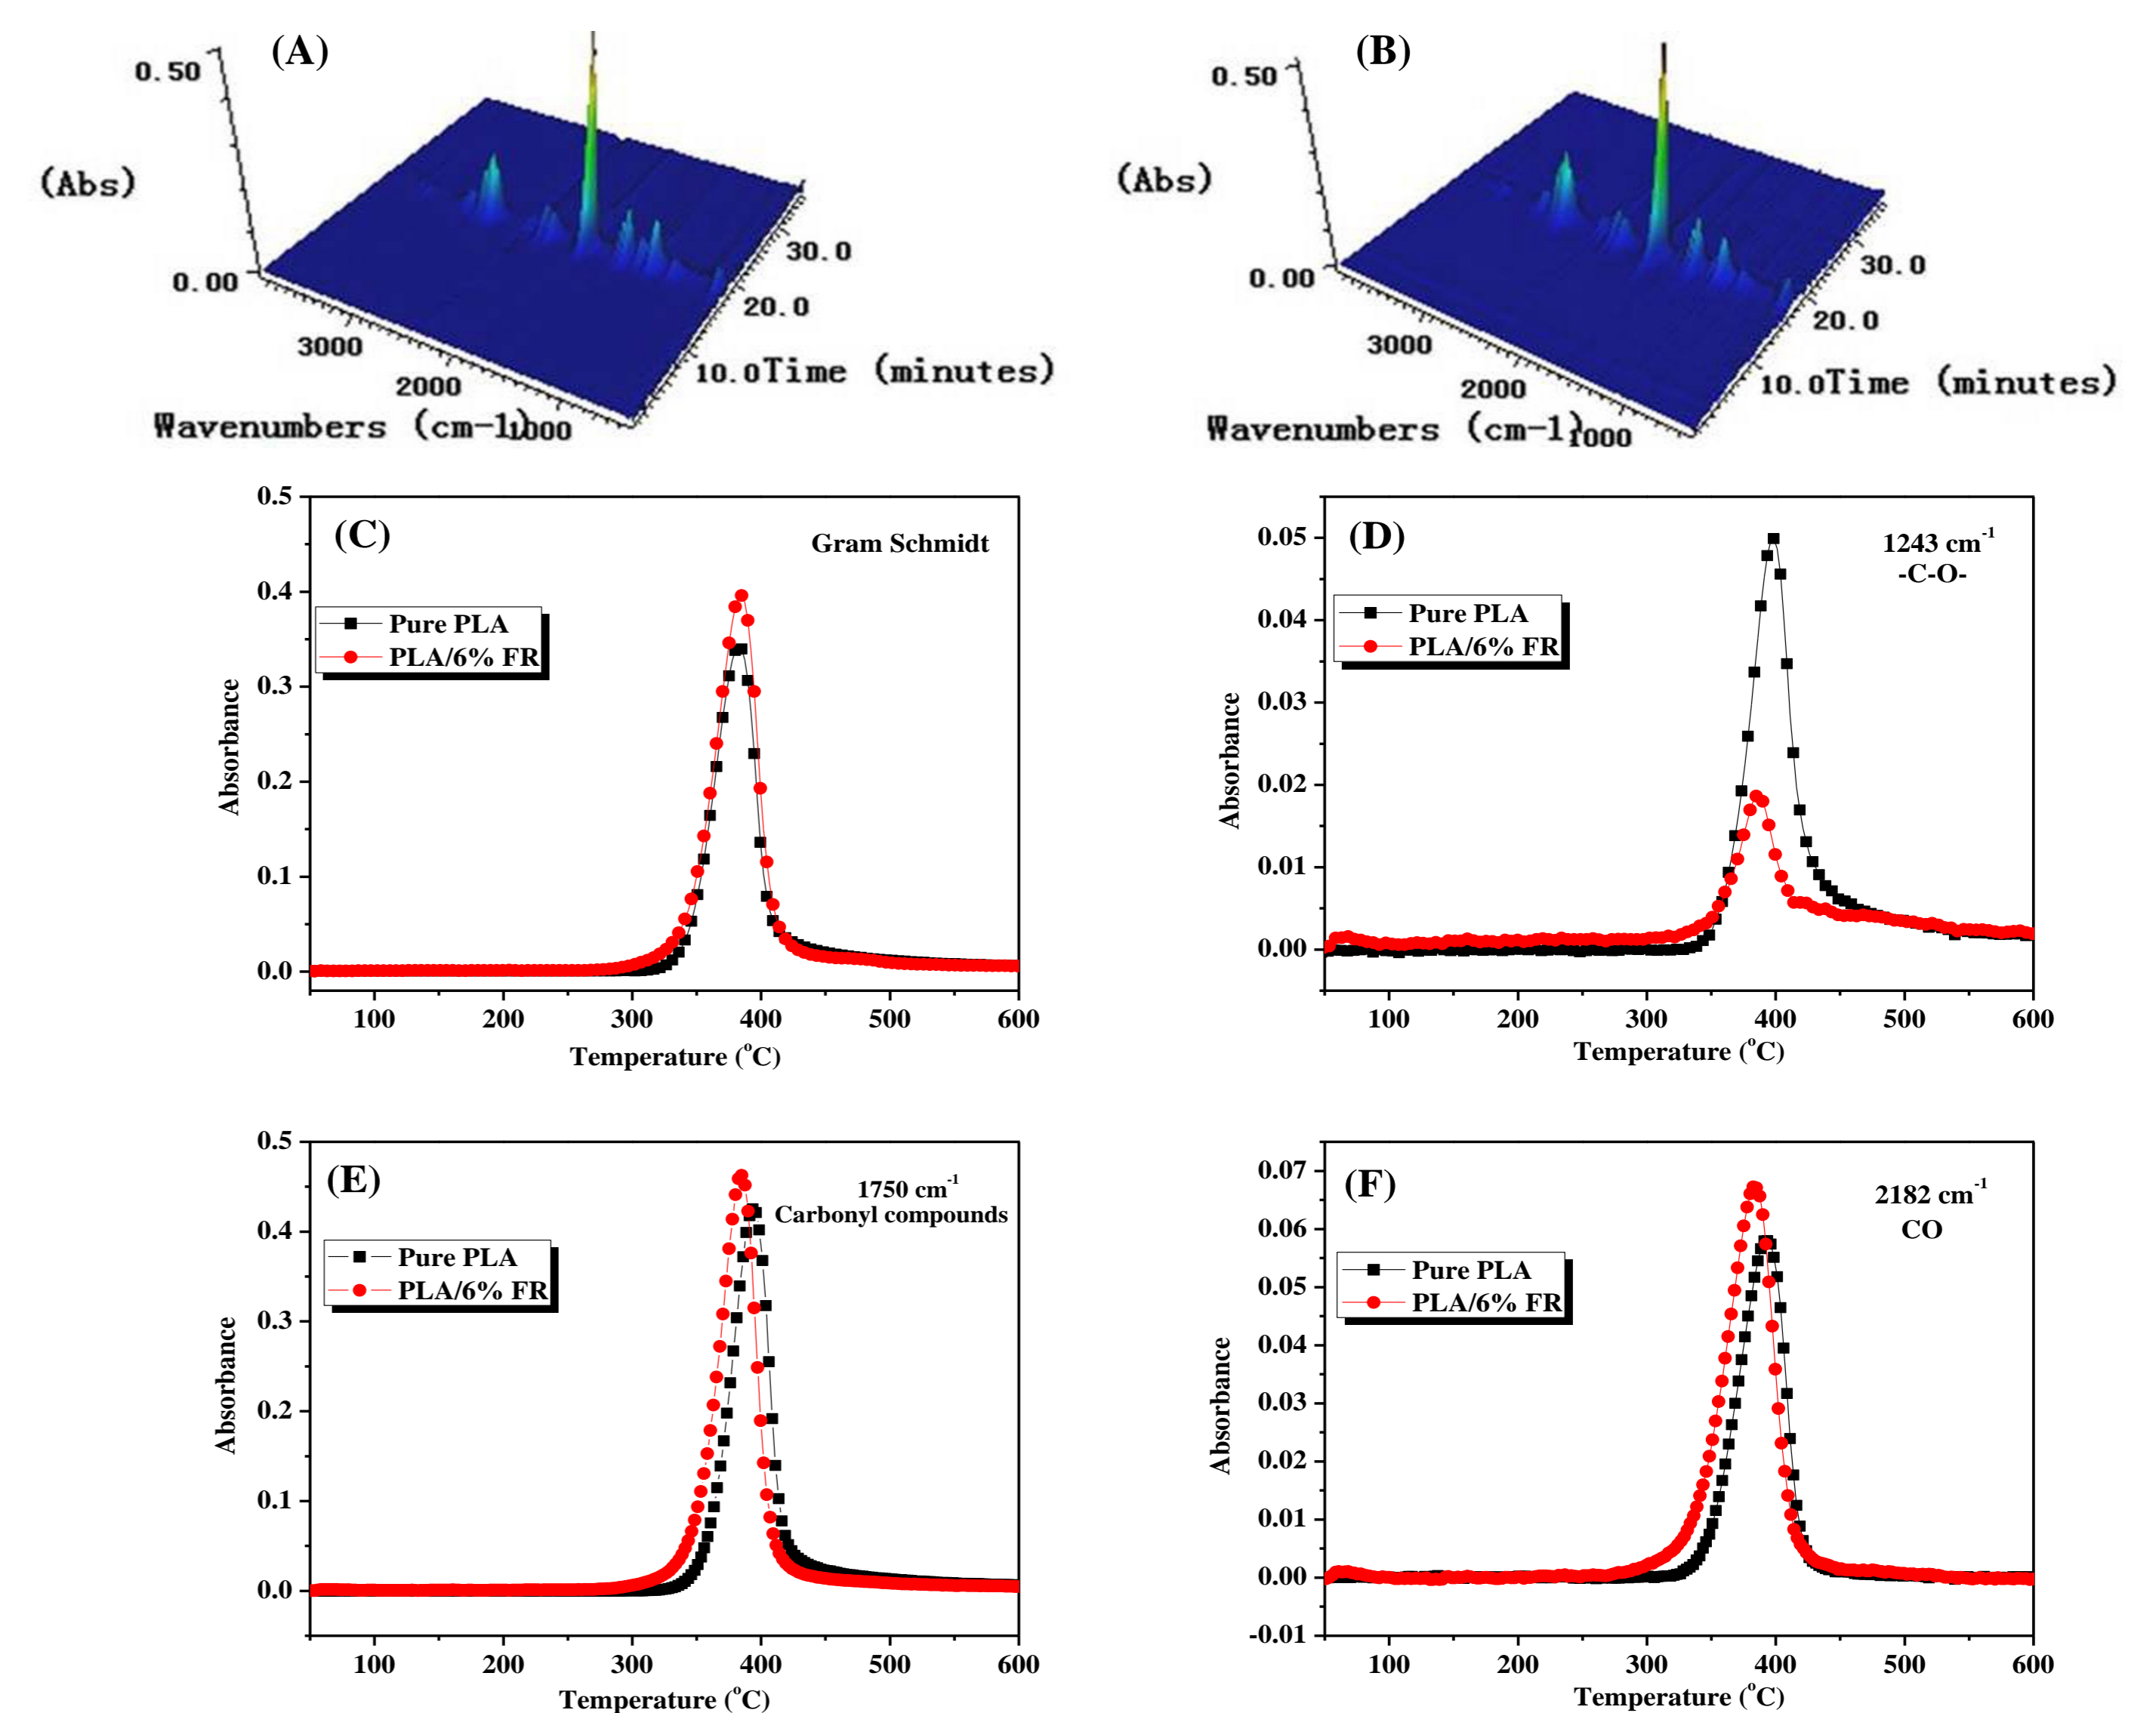 (A)
0.50
(Abs)
0.00
3000
2000
1000
Wavenumbers (cm-1)
10.0
20.0
30.0
Time (minutes)
(B)
0.50
(Abs)
0.00
3000
2000
1000
Wavenumbers (cm-1)
10.0
20.0
30.0
Time (minutes)
(C)
Gram Schmidt
Pure PLA
PLA/6% FR
Absorbance
0.5
0.4
0.3
0.2
0.1
0.0
100 200 300 400 500 600
Temperature (°C)
(D)
1243 cm⁻¹
-C-O-
Pure PLA
PLA/6% FR
Absorbance
0.05
0.04
0.03
0.02
0.01
0.00
100 200 300 400 500 600
Temperature (°C)
(E)
1750 cm⁻¹
Carbonyl compounds
Pure PLA
PLA/6% FR
Absorbance
0.5
0.4
0.3
0.2
0.1
0.0
100 200 300 400 500 600
Temperature (°C)
(F)
2182 cm⁻¹
CO
Pure PLA
PLA/6% FR
Absorbance
0.07
0.06
0.05
0.04
0.03
0.02
0.01
0.00
-0.01
100 200 300 400 500 600
Temperature (°C)